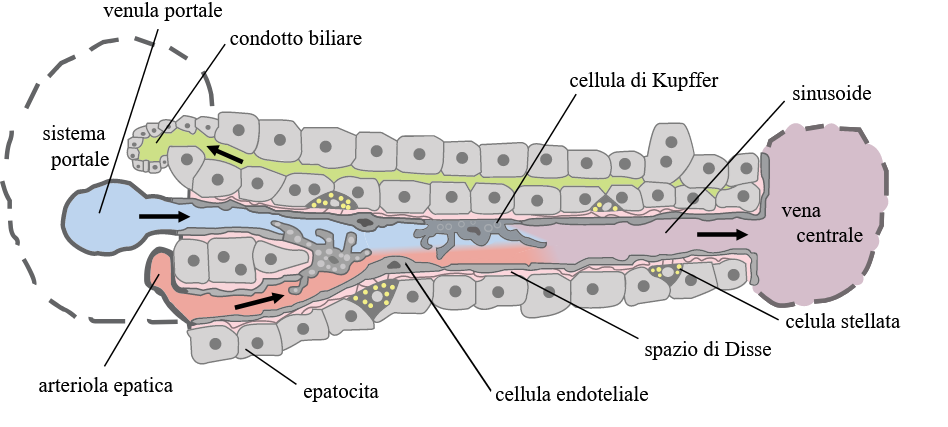 venula portale
condotto biliare
cellula di Kupffer
sinusoide
sistema
portale
vena
centrale
celula stellata
spazio di Disse
arteriola epatica
epatocita
cellula endoteliale